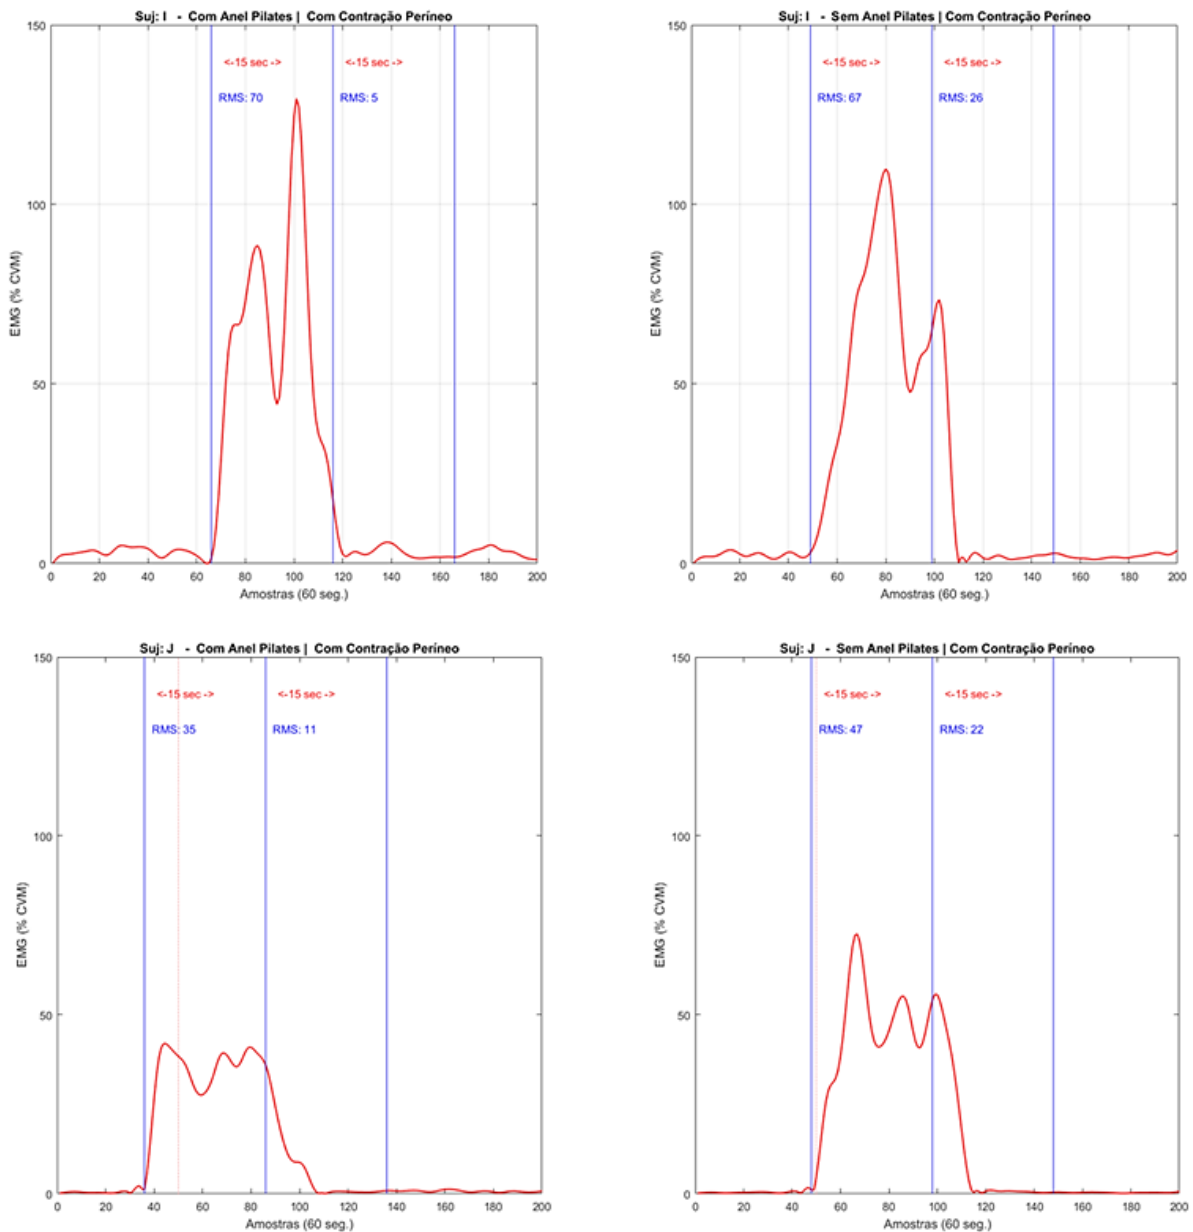 Suj: I - Com Anel Pilates | Com Contração Períneo
150
<-15 sec -> <-15 sec ->
RMS: 70 RMS: 5
100
EMG (% CVM)
50
0
0 20 40 60 80 100 120 140 160 180 200
Amostras (60 seg.)
Suj: I - Sem Anel Pilates | Com Contração Períneo
150
<-15 sec -> <-15 sec ->
RMS: 67 RMS: 26
100
EMG (% CVM)
50
0
0 20 40 60 80 100 120 140 160 180 200
Amostras (60 seg.)
Suj: J - Com Anel Pilates | Com Contração Períneo
150
<-15 sec -> <-15 sec ->
RMS: 35 RMS: 11
100
EMG (% CVM)
50
0
0 20 40 60 80 100 120 140 160 180 200
Amostras (60 seg.)
Suj: J - Sem Anel Pilates | Com Contração Períneo
150
<-15 sec -> <-15 sec ->
RMS: 47 RMS: 22
100
EMG (% CVM)
50
0
0 20 40 60 80 100 120 140 160 180 200
Amostras (60 seg.)